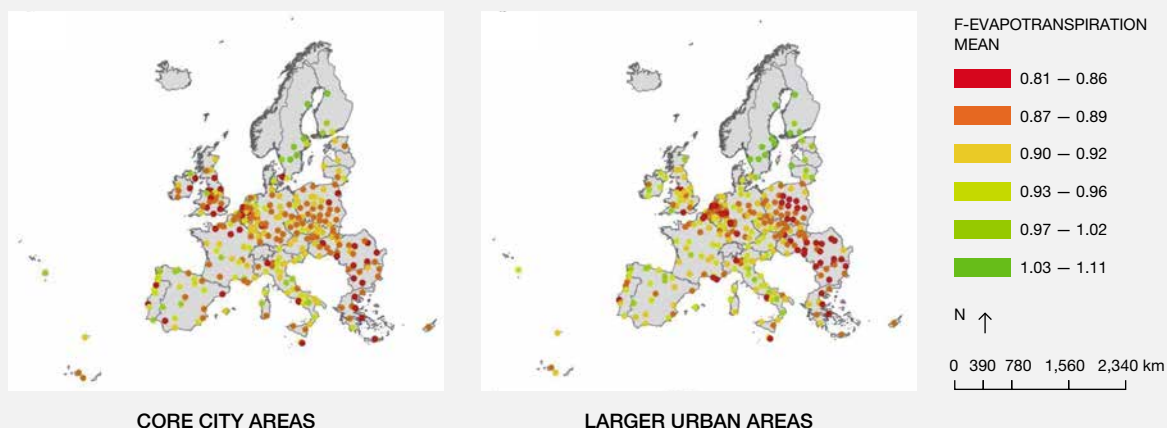 F-EVAPOTRANSPIRATION
MEAN
0.81 — 0.86
0.87 — 0.89
0.90 — 0.92
0.93 — 0.96
0.97 — 1.02
1.03 — 1.11
N
0 390 780 1,560 2,340 km
CORE CITY AREAS
LARGER URBAN AREAS